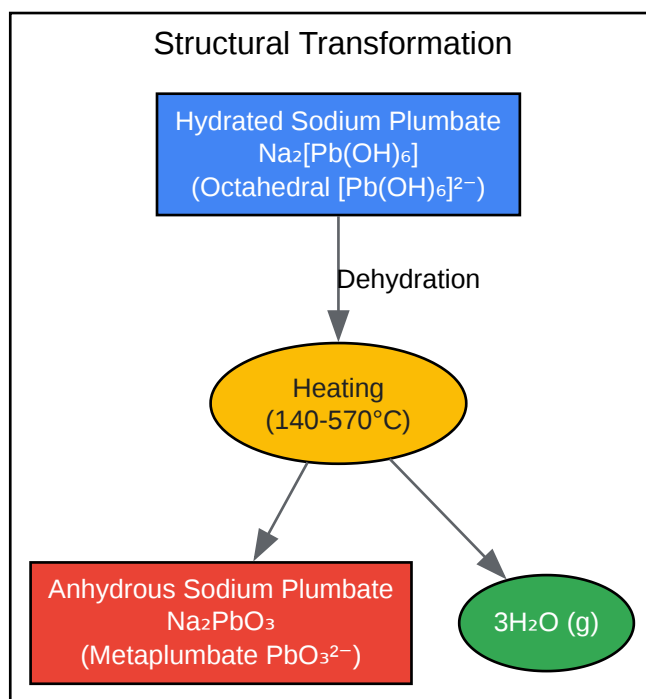 Structural Transformation
Hydrated Sodium Plumbate
Na₂[Pb(OH)₆]
(Octahedral [Pb(OH)₆]²⁻)
Dehydration
Heating
(140-570°C)
Anhydrous Sodium Plumbate
Na₂PbO₃
(Metaplumbate PbO₃²⁻)
3H₂O (g)